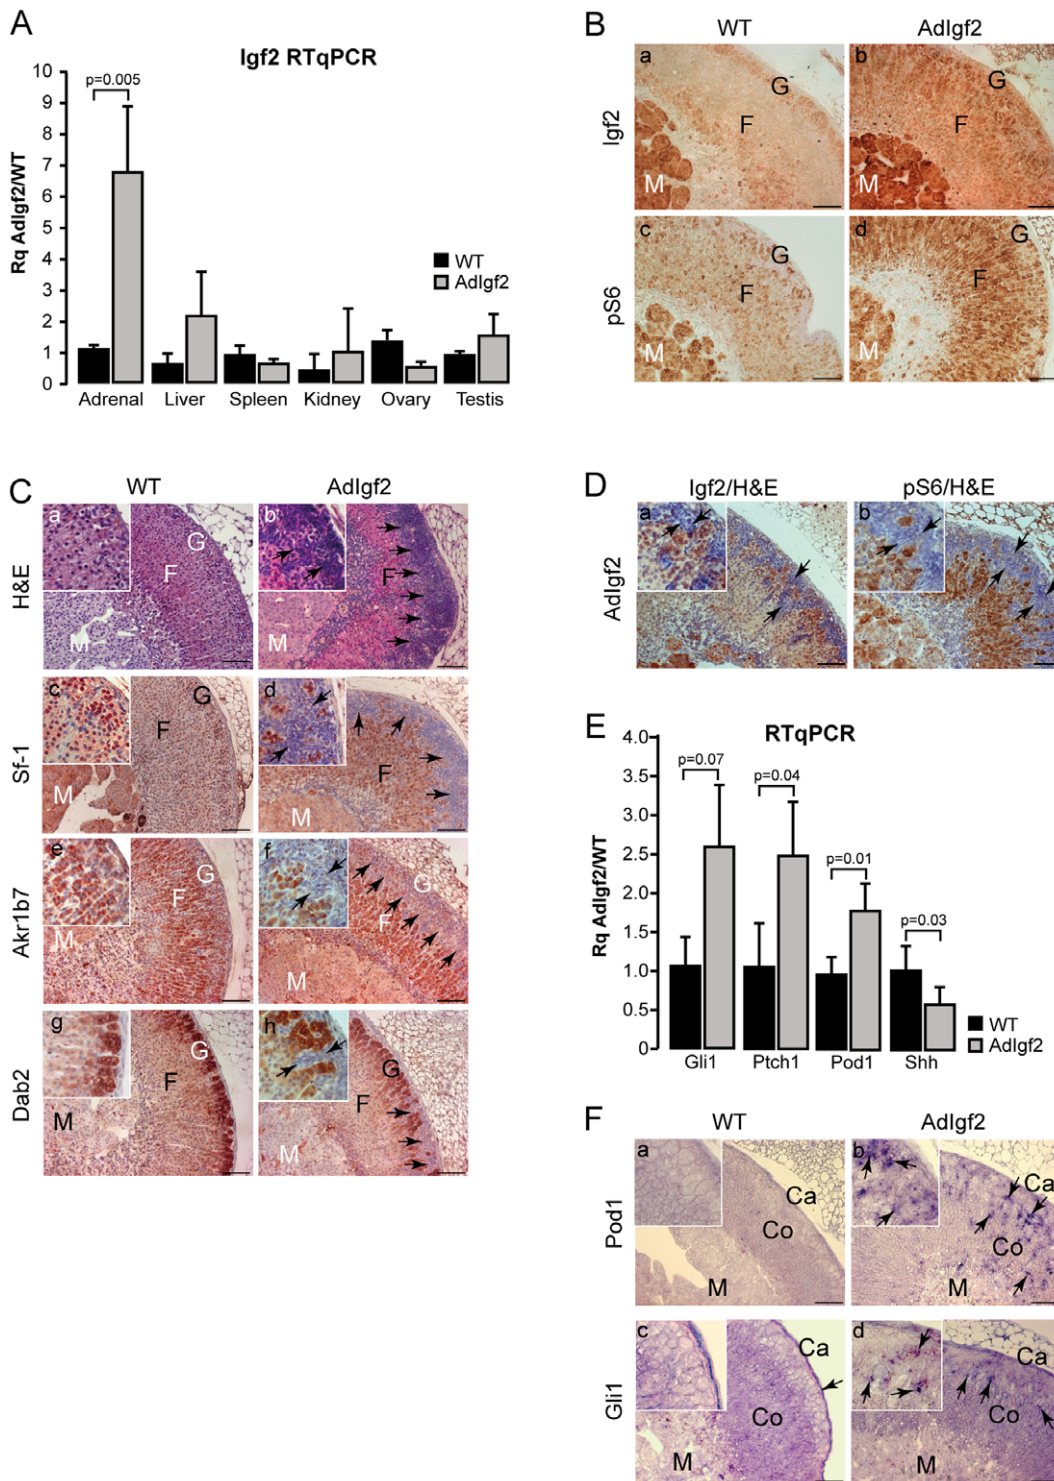 A
Igf2 RTqPCR
Rq AdIgf2/WT
10
9
8
7
6
5
4
3
2
1
0
p=0.005
WT
AdIgf2
Adrenal Liver Spleen Kidney Ovary Testis
B
WT AdIgf2
Igf2
a G F M
b G F M
pS6
c G F M
d G F M
C
WT AdIgf2
H&E
a G F M
b F M
Sf-1
c G F M
d F M
Akr1b7
e G F M
f G F M
Dab2
g G F M
h G F M
D
Igf2/H&E pS6/H&E
AdIgf2
a
b
E
RTqPCR
Rq AdIgf2/WT
4.0
3.5
3.0
2.5
2.0
1.5
1.0
0.5
0
p=0.07
p=0.04
p=0.01
p=0.03
WT
AdIgf2
Gli1 Ptch1 Pod1 Shh
F
WT AdIgf2
Pod1
a Ca Co M
b Ca Co M
Gli1
c Ca Co M
d Ca Co M